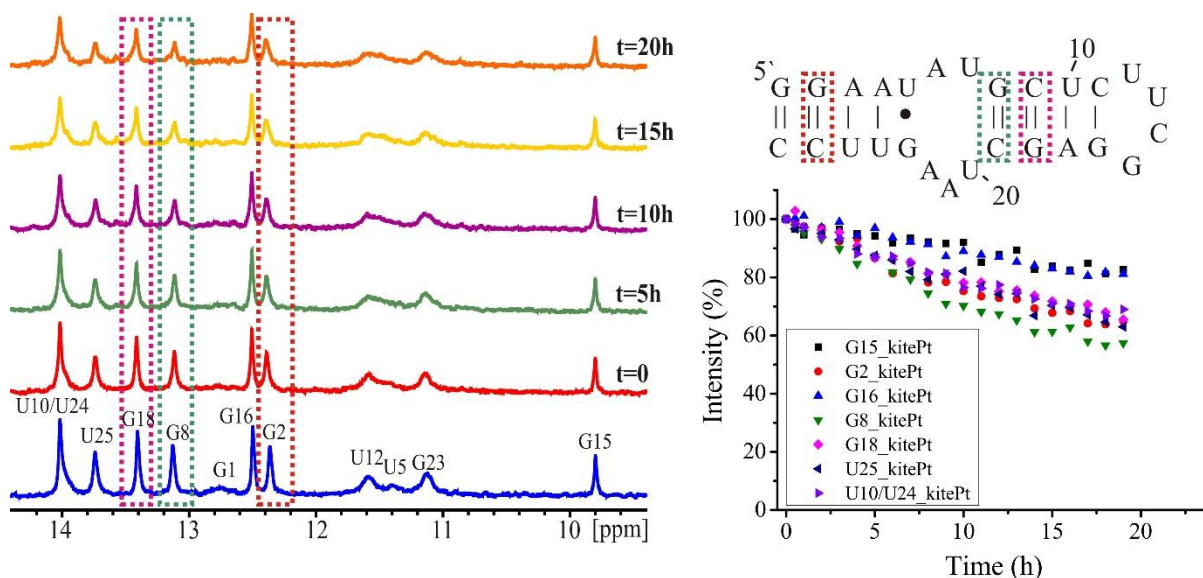 t=20h
t=15h
t=10h
t=5h
t=0
U10/U24
U25
G18
G8
G1
G16
G2
U12
U5
G23
G15
14 13 12 11 10 [ppm]
10
A U U
5` G G A A U G C U C U
C
C C U U G C G A G G
A A U
20
Intensity (%)
100
80
60
40
20
0
G15_kitePt
G2_kitePt
G16_kitePt
G8_kitePt
G18_kitePt
U25_kitePt
U10/U24_kitePt
0 5 10 15 20
Time (h)